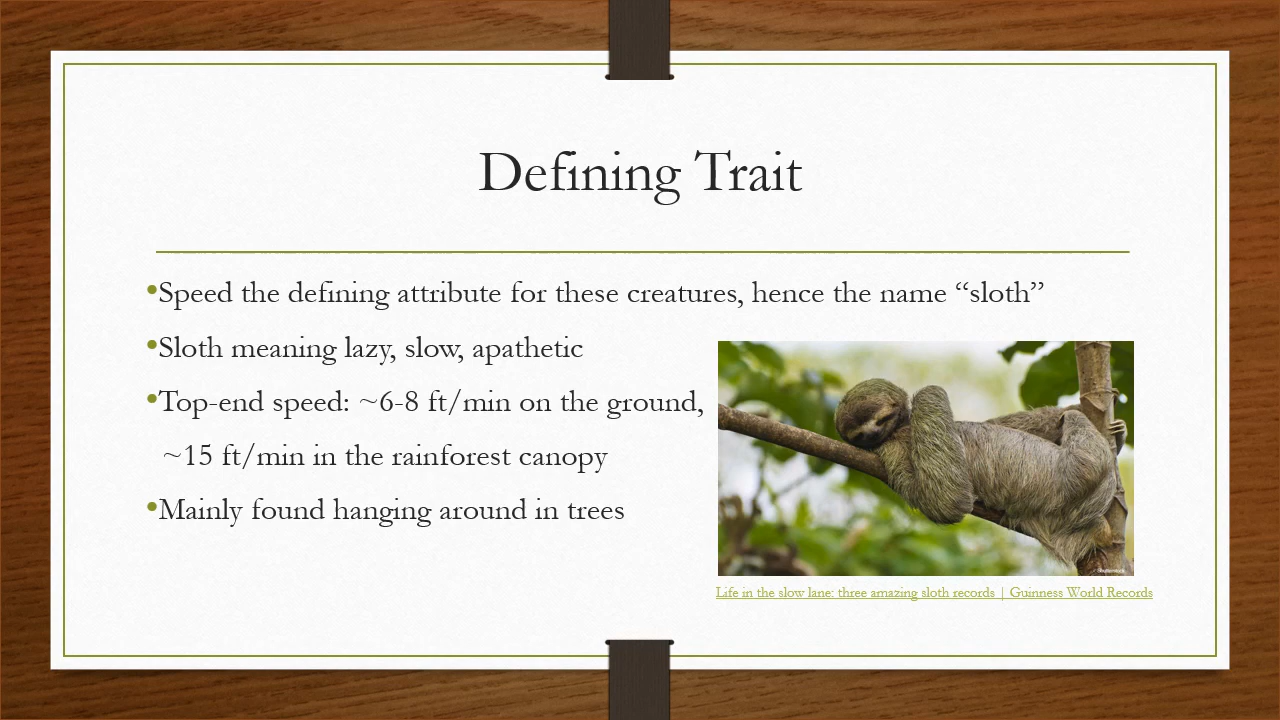 Defining Trait
•Speed the defining attribute for these creatures, hence the name “sloth”
•Sloth meaning lazy, slow, apathetic
•Top-end speed: ~6-8 ft/min on the ground,
~15 ft/min in the rainforest canopy
•Mainly found hanging around in trees
Life in the slow lane: three amazing sloth records | Guinness World Records